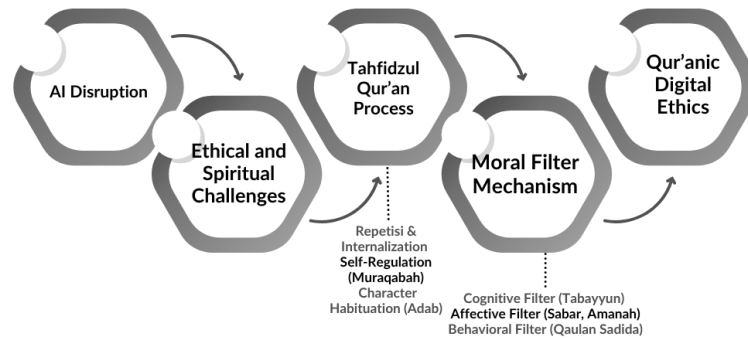 AI Disruption
Ethical and
Spiritual
Challenges
Tahfidzul
Qur'an
Process
Repetisi &
Internalization
Self-Regulation
(Muraqabah)
Character
Habituation (Adab)
Moral Filter
Mechanism
Cognitive Filter (Tabayyun)
Affective Filter (Sabar, Amanah)
Behavioral Filter (Qaulan Sadida)
Qur'anic
Digital
Ethics